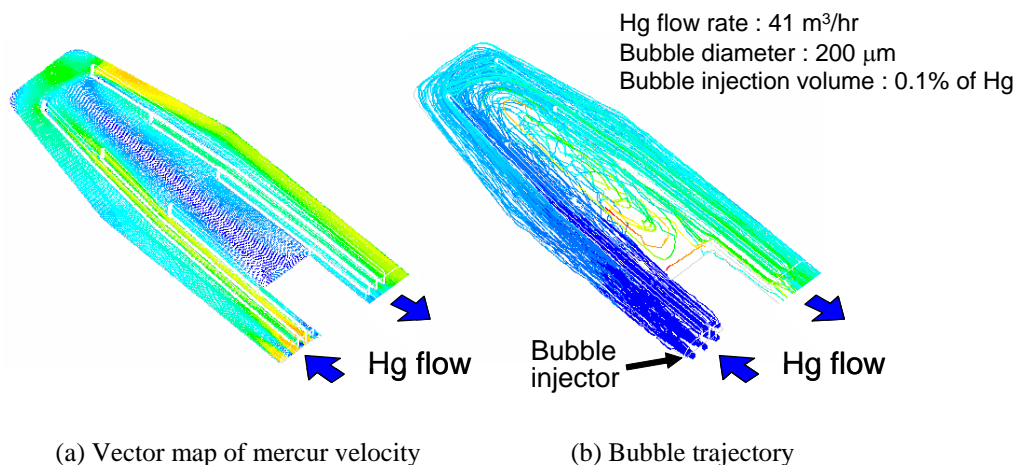 Hg flow rate : 41 m³/hr
Bubble diameter : 200 μm
Bubble injection volume : 0.1% of Hg
Hg flow
Bubble
injector
Hg flow
(a) Vector map of mercur velocity
(b) Bubble trajectory